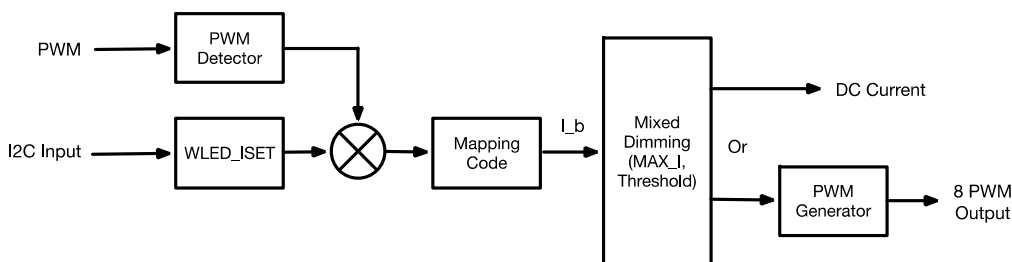 PWM
PWM
Detector
I2C Input
WLED_ISET
Mapping
Code
I_b
Mixed
Dimming
(MAX_I,
Threshold)
DC Current
Or
PWM
Generator
8 PWM
Output